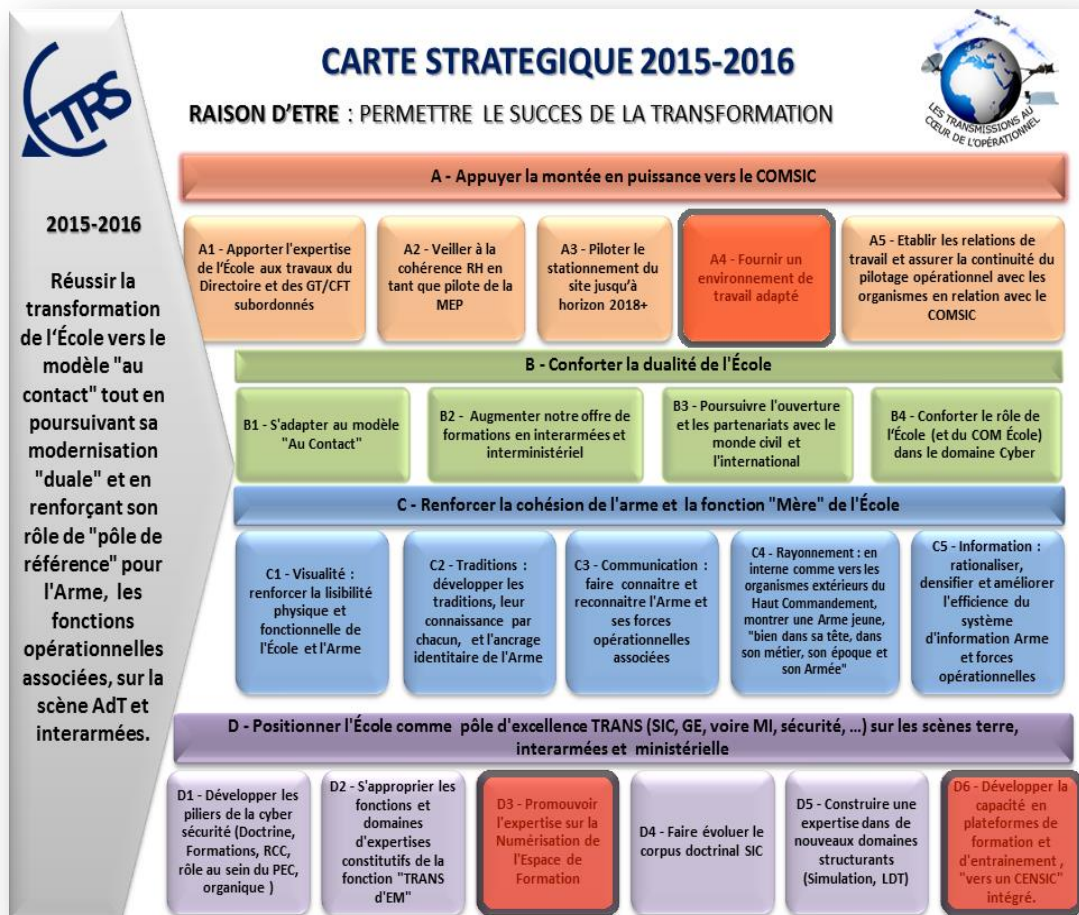 ETRS
CARTE STRATEGIQUE 2015-2016
RAISON D'ETRE : PERMETTRE LE SUCCES DE LA TRANSFORMATION
LES TRANSMISSIONS AU
CŒUR DE L'OPÉRATIONNEL
2015-2016
Réussir la
transformation
de l'École vers le
modèle "au
contact" tout en
poursuivant sa
modernisation
"duale" et en
renforçant son
rôle de "pôle de
référence" pour
l'Arme, les
fonctions
opérationnelles
associées, sur la
scène AdT et
interarmées.
A - Appuyer la montée en puissance vers le COMSIC
A1 - Apporter l'expertise
de l'École aux travaux du
Directoire et des GT/CFT
subordonnés
A2 - Veiller à la
cohérence RH en
tant que pilote de la
MEP
A3 - Piloter le
stationnement du
site jusqu'à
horizon 2018+
A4 - Fournir un
environnement de
travail adapté
A5 - Etablir les relations de
travail et assurer la continuité du
pilotage opérationnel avec les
organismes en relation avec le
COMSIC
B - Conforter la dualité de l'École
B1 - S'adapter au modèle
"Au Contact"
B2 - Augmenter notre offre de
formations en interarmées et
interministériel
B3 - Poursuivre l'ouverture
et les partenariats avec le
monde civil et
l'international
B4 - Conforter le rôle de
l'École (et du COM École)
dans le domaine Cyber
C - Renforcer la cohésion de l'arme et la fonction "Mère" de l'École
C1 - Visualité :
renforcer la lisibilité
physique et
fonctionnelle de
l'École et l'Arme
C2 - Traditions :
développer les
traditions, leur
connaissance par
chacun, et l'ancrage
identitaire de l'Arme
C3 - Communication :
faire connaitre et
reconnaitre l'Arme et
ses forces
opérationnelles
associées
C4 - Rayonnement : en
interne comme vers les
organismes extérieurs du
Haut Commandement,
montrer une Arme jeune,
"bien dans sa tête, dans
son métier, son époque et
son Armée"
C5 - Information :
rationaliser,
densifier et améliorer
l'efficience du
système
d'information Arme
et forces
opérationnelles
D - Positionner l'École comme pôle d'excellence TRANS (SIC, GE, voire MI, sécurité, ...) sur les scènes terre,
interarmées et ministérielle
D1 - Développer les
piliers de la cyber
sécurité (Doctrine,
Formations, RCC,
rôle au sein du PEC,
organique )
D2 - S'approprier les
fonctions et
domaines
d'expertises
constitutifs de la
fonction "TRANS
d'EM"
D3 - Promouvoir
l'expertise sur la
Numérisation de
l'Espace de
Formation
D4 - Faire évoluer le
corpus doctrinal SIC
D5 - Construire une
expertise dans de
nouveaux domaines
structurants
(Simulation, LDT)
D6 - Développer la
capacité en
plateformes de
formation et
d'entrainement ,
"vers un CENSIC"
intégré.